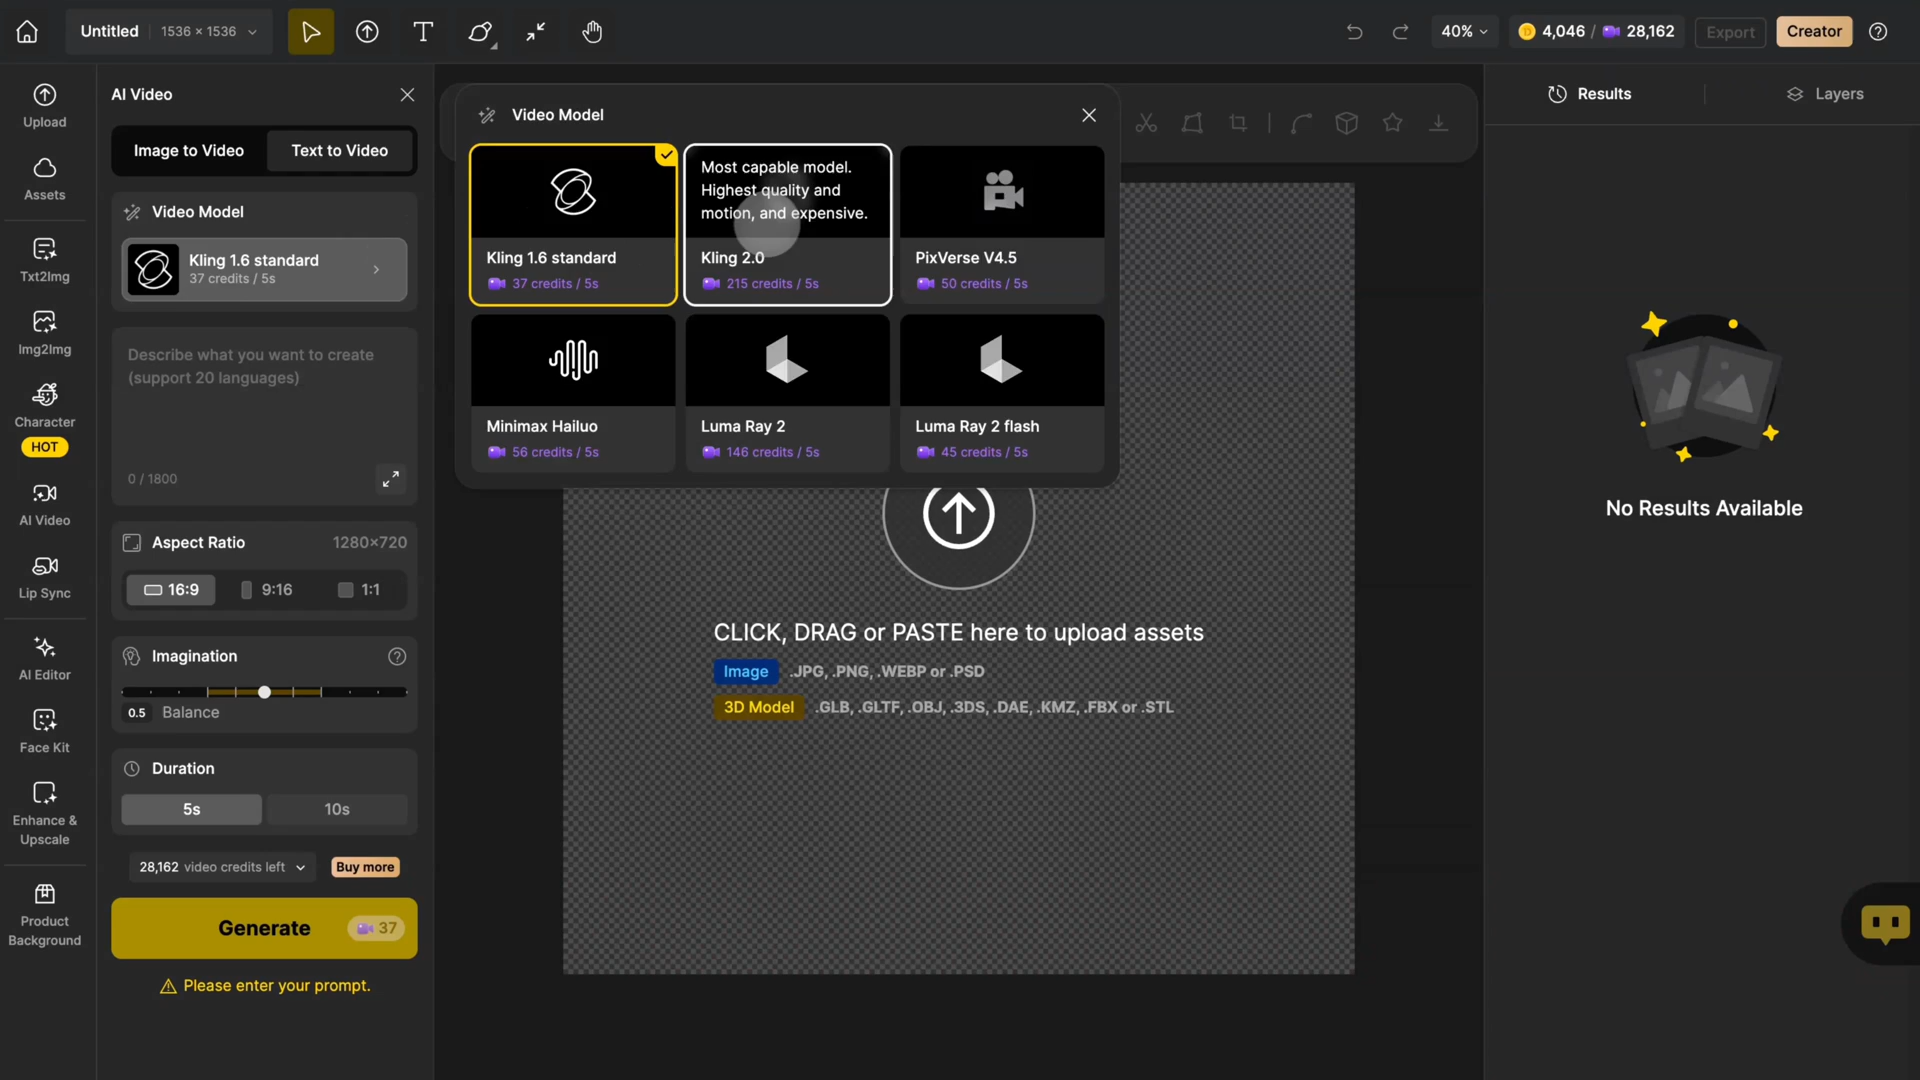 Untitled
1536 × 1536
40%
4,046 / 28,162
Export
Creator
Upload
Assets
Txt2Img
Img2Img
Character
HOT
AI Video
Lip Sync
AI Editor
Face Kit
Enhance &
Upscale
Product
Background
AI Video
Image to Video
Text to Video
Video Model
Kling 1.6 standard
37 credits / 5s
Describe what you want to create
(support 20 languages)
0 / 1800
Aspect Ratio
1280×720
16:9
9:16
1:1
Imagination
0.5
Balance
Duration
5s
10s
28,162 video credits left
Buy more
Generate
37
Please enter your prompt.
Video Model
Kling 1.6 standard
37 credits / 5s
Most capable model.
Highest quality and
motion, and expensive.
Kling 2.0
215 credits / 5s
PixVerse V4.5
50 credits / 5s
Minimax Hailuo
56 credits / 5s
Luma Ray 2
146 credits / 5s
Luma Ray 2 flash
45 credits / 5s
CLICK, DRAG or PASTE here to upload assets
Image .JPG, .PNG, .WEBP or .PSD
3D Model .GLB, .GLTF, .OBJ, .3DS, .DAE, .KMZ, .FBX or .STL
Results
Layers
No Results Available